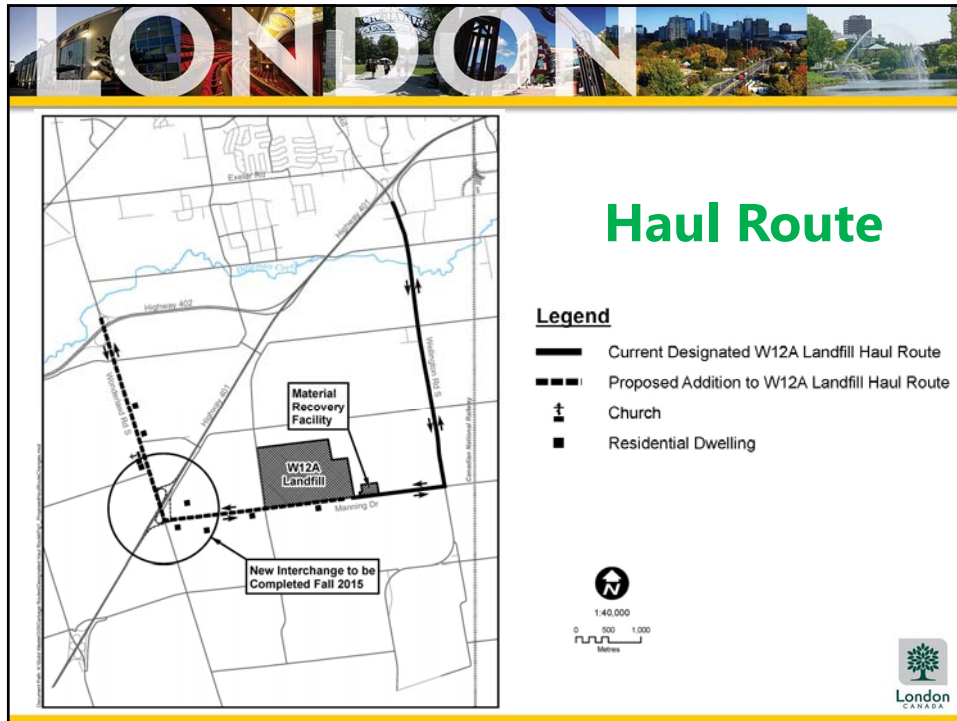 LONDON
Haul Route
Exeter Rd
Highway 401
Highway 402
Wonderland Rd S
Highway 401
Wellington Rd S
Canadian National Railway
Material
Recovery
Facility
W12A
Landfill
Manning Dr
New Interchange to be
Completed Fall 2015
Legend
Current Designated W12A Landfill Haul Route
Proposed Addition to W12A Landfill Haul Route
Church
Residential Dwelling
N
1:40,000
0 500 1,000
Metres
London
CANADA